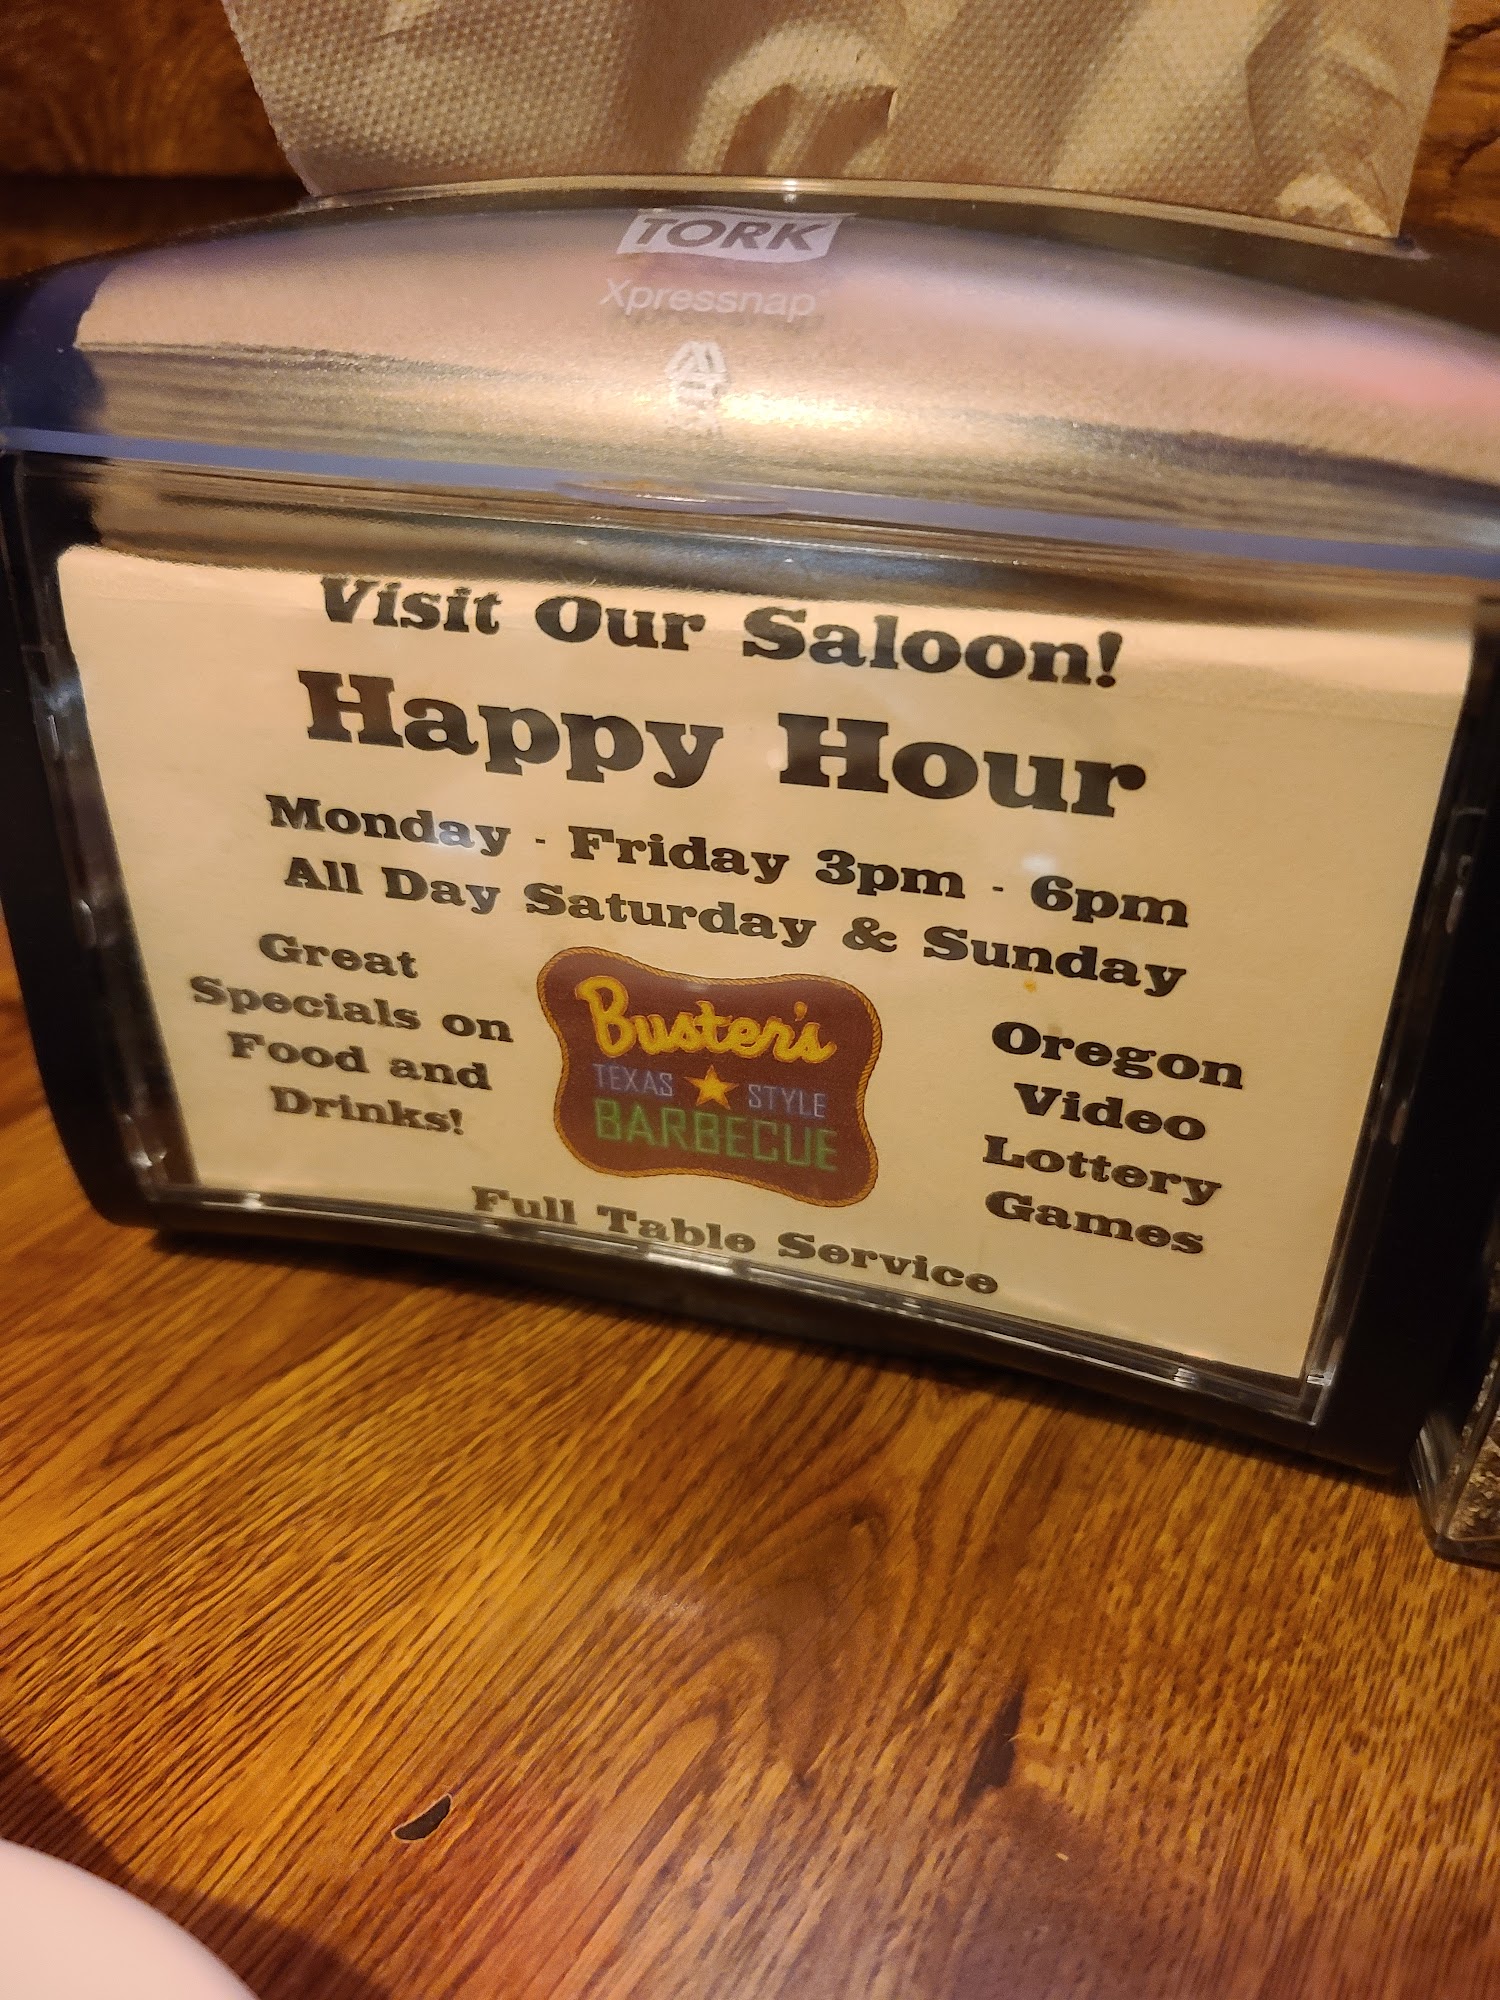 TORK
Xpressnap
Visit Our Saloon!
Happy Hour
Monday - Friday 3pm - 6pm
All Day Saturday & Sunday
Great
Specials on
Food and
Drinks!
Buster's
TEXAS STYLE
BARBECUE
Oregon
Video
Lottery
Games
Full Table Service